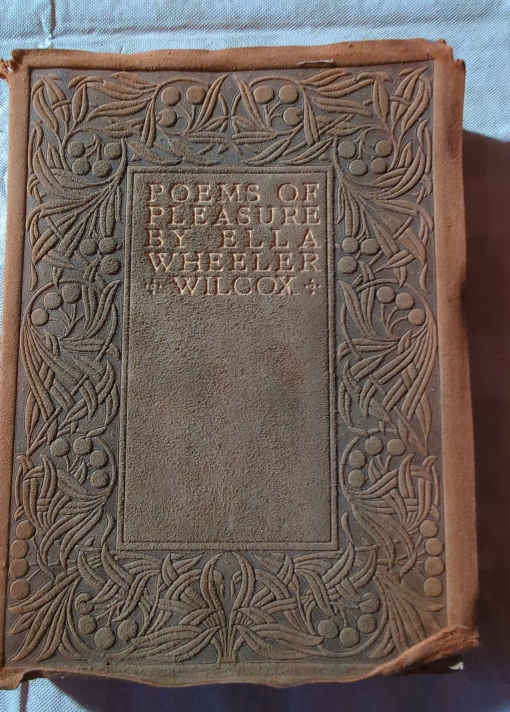 POEMS OF
PLEASURE
BY ELLA
WHEELER
WILCOX